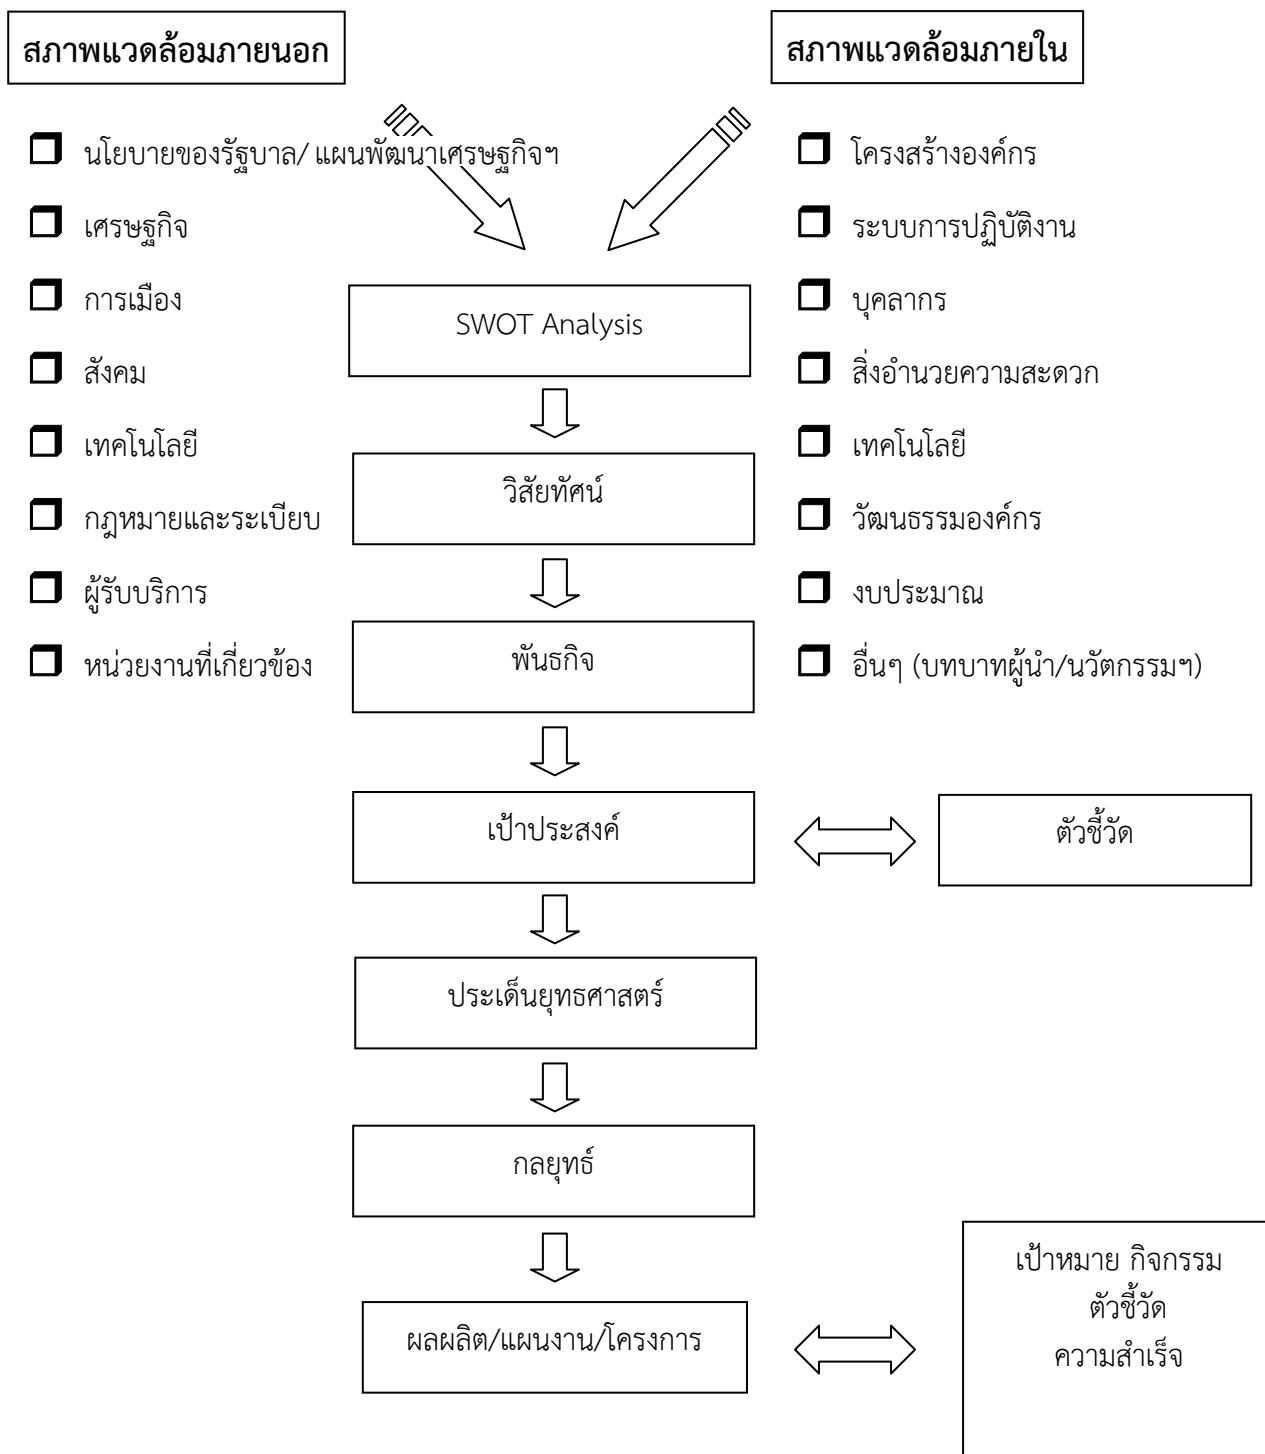 สภาพแวดล้อมภายนอก
นโยบายของรัฐบาล/ แผนพัฒนาเศรษฐกิจฯ
เศรษฐกิจ
การเมือง
สังคม
เทคโนโลยี
กฎหมายและระเบียบ
ผู้รับบริการ
หน่วยงานที่เกี่ยวข้อง
สภาพแวดล้อมภายใน
โครงสร้างองค์กร
ระบบการปฏิบัติงาน
บุคลากร
สิ่งอำนวยความสะดวก
เทคโนโลยี
วัฒนธรรมองค์กร
งบประมาณ
อื่นๆ (บทบาทผู้นำ/นวัตกรรมฯ)
SWOT Analysis
วิสัยทัศน์
พันธกิจ
เป้าประสงค์
ตัวชี้วัด
ประเด็นยุทธศาสตร์
กลยุทธ์
ผลผลิต/แผนงาน/โครงการ
เป้าหมาย กิจกรรม
ตัวชี้วัด
ความสำเร็จ